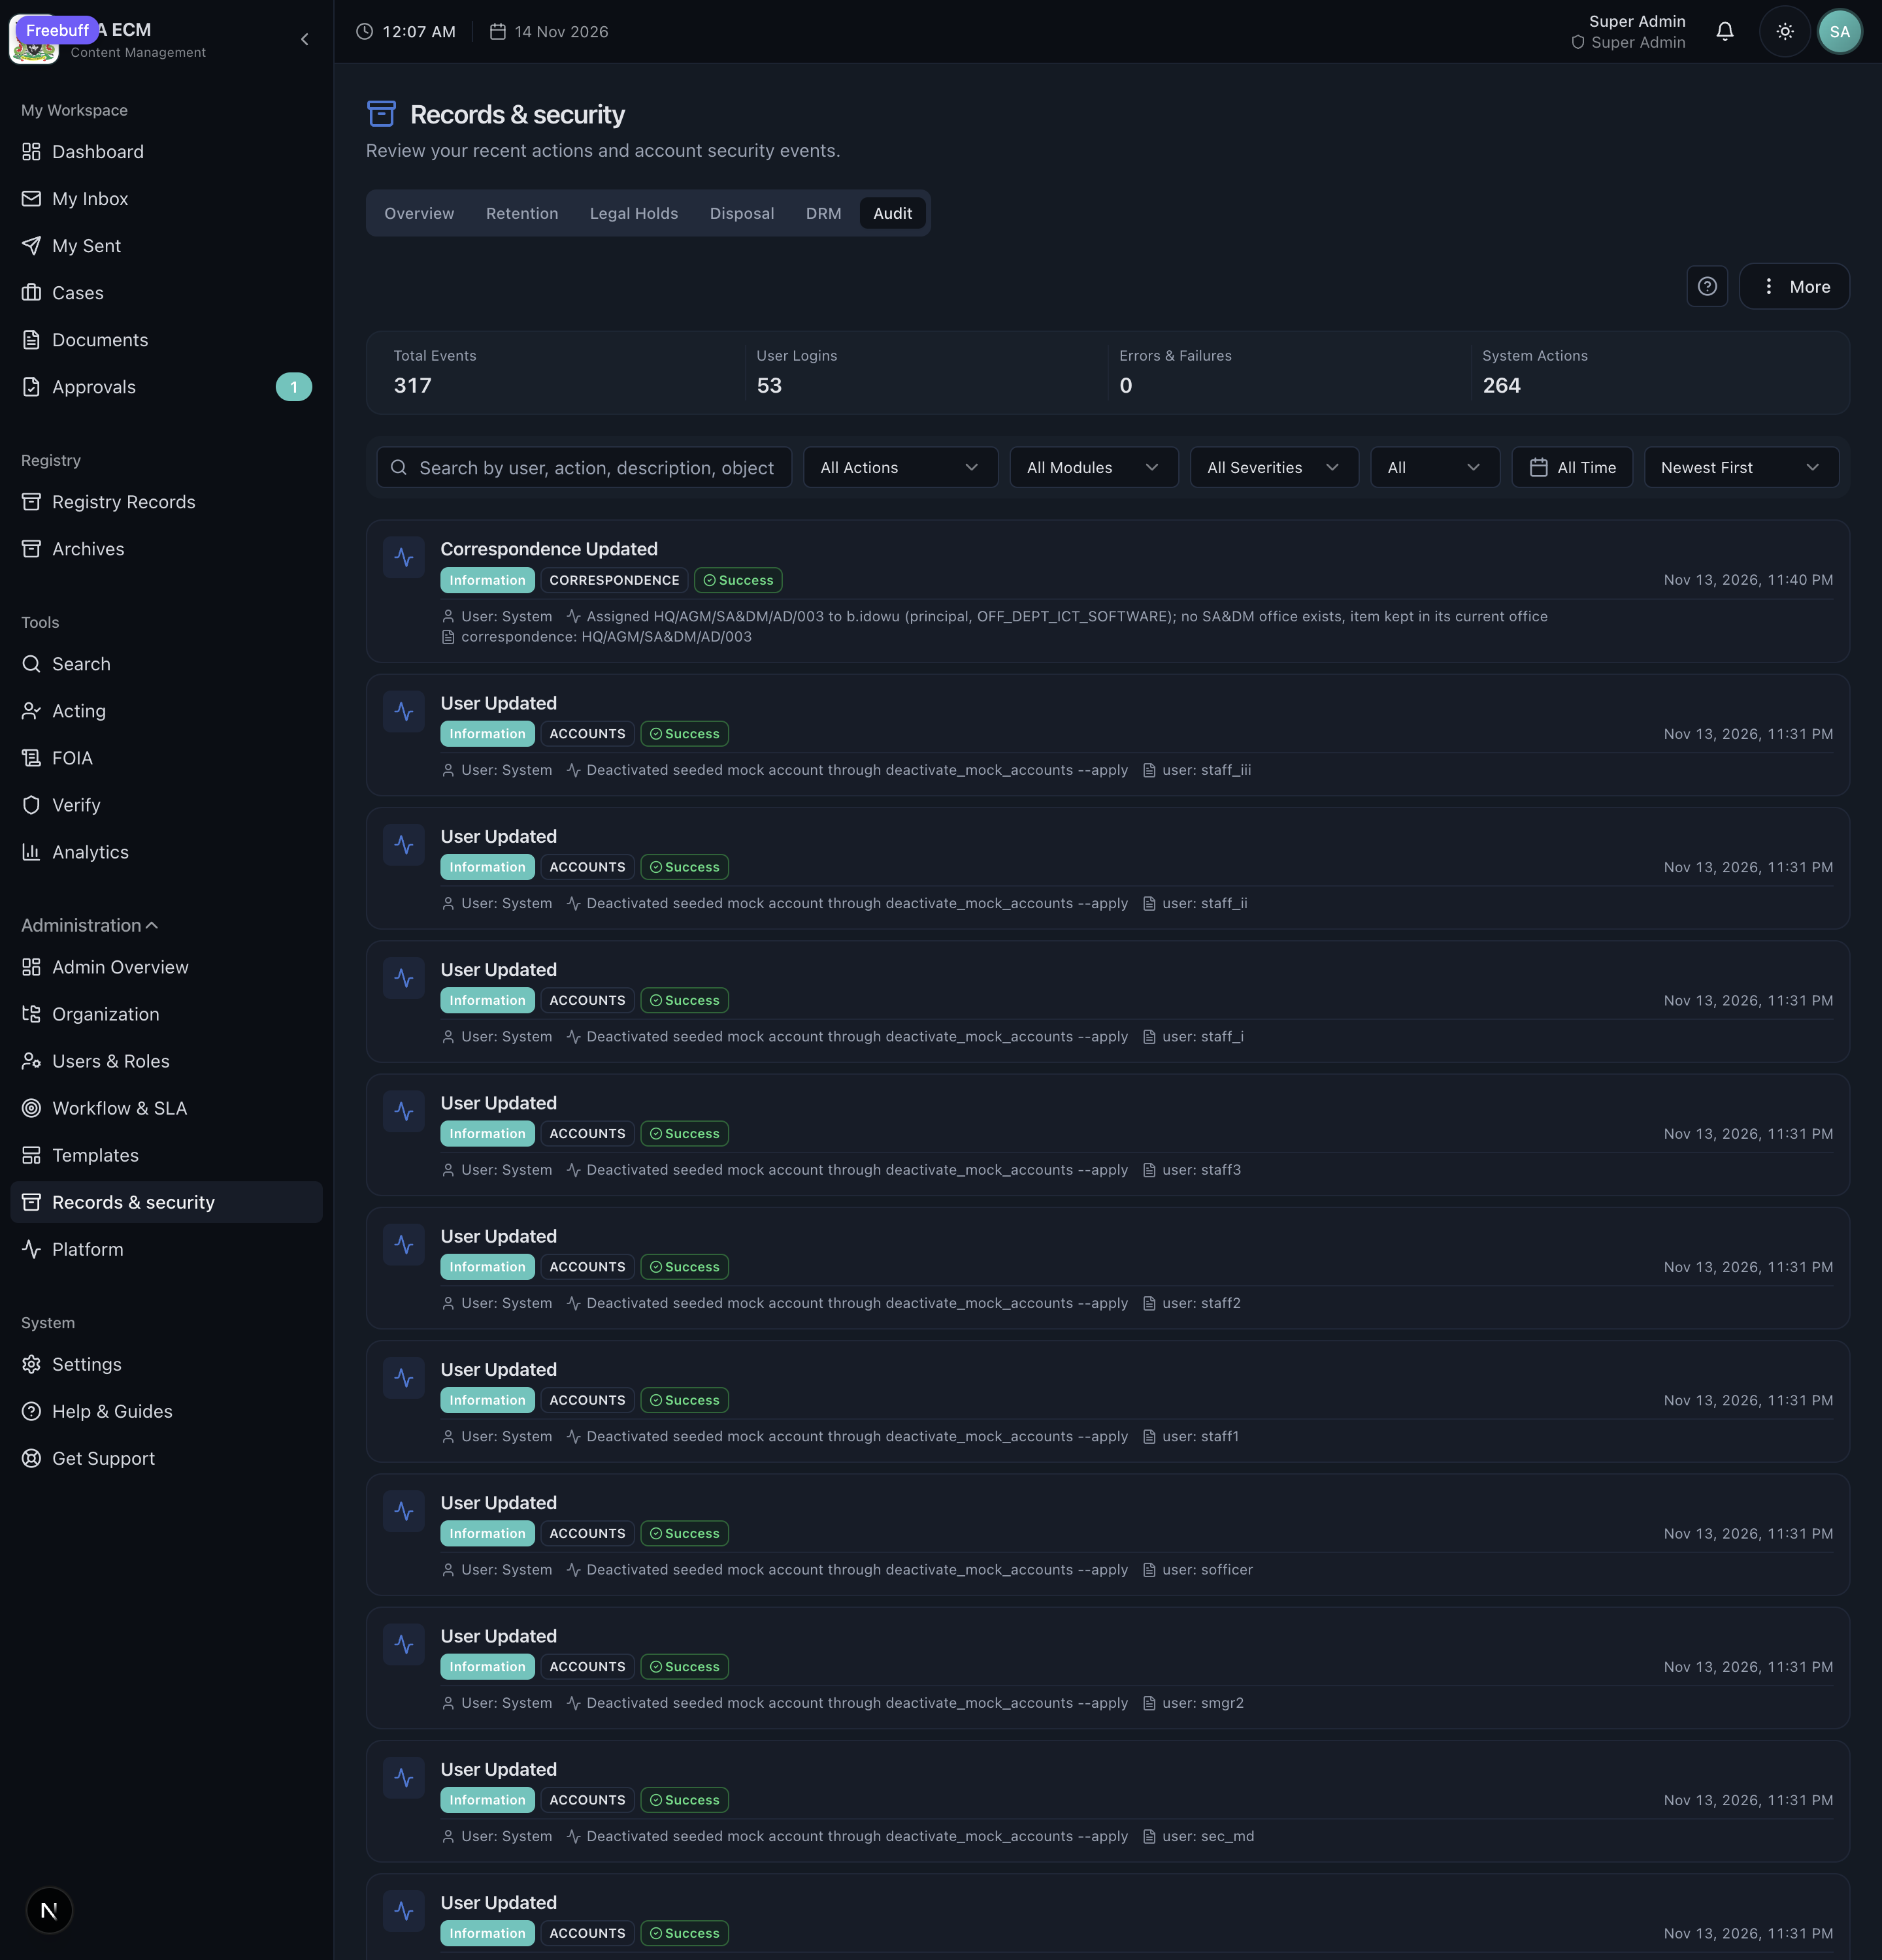 Freebuff
A ECM
Content Management
12:07 AM
14 Nov 2026
Super Admin
Super Admin
SA
My Workspace
Dashboard
My Inbox
My Sent
Cases
Documents
Approvals
1
Registry
Registry Records
Archives
Tools
Search
Acting
FOIA
Verify
Analytics
Administration
Admin Overview
Organization
Users & Roles
Workflow & SLA
Templates
Records & security
Platform
System
Settings
Help & Guides
Get Support
N
Records & security
Review your recent actions and account security events.
Overview Retention Legal Holds Disposal DRM Audit
More
Total Events User Logins Errors & Failures System Actions
317 53 0 264
Search by user, action, description, object All Actions All Modules All Severities All All Time Newest First
Correspondence Updated
Information CORRESPONDENCE Success Nov 13, 2026, 11:40 PM
User: System Assigned HQ/AGM/SA&DM/AD/003 to b.idowu (principal, OFF_DEPT_ICT_SOFTWARE); no SA&DM office exists, item kept in its current office
correspondence: HQ/AGM/SA&DM/AD/003
User Updated
Information ACCOUNTS Success Nov 13, 2026, 11:31 PM
User: System Deactivated seeded mock account through deactivate_mock_accounts --apply user: staff_iii
User Updated
Information ACCOUNTS Success Nov 13, 2026, 11:31 PM
User: System Deactivated seeded mock account through deactivate_mock_accounts --apply user: staff_ii
User Updated
Information ACCOUNTS Success Nov 13, 2026, 11:31 PM
User: System Deactivated seeded mock account through deactivate_mock_accounts --apply user: staff_i
User Updated
Information ACCOUNTS Success Nov 13, 2026, 11:31 PM
User: System Deactivated seeded mock account through deactivate_mock_accounts --apply user: staff3
User Updated
Information ACCOUNTS Success Nov 13, 2026, 11:31 PM
User: System Deactivated seeded mock account through deactivate_mock_accounts --apply user: staff2
User Updated
Information ACCOUNTS Success Nov 13, 2026, 11:31 PM
User: System Deactivated seeded mock account through deactivate_mock_accounts --apply user: staff1
User Updated
Information ACCOUNTS Success Nov 13, 2026, 11:31 PM
User: System Deactivated seeded mock account through deactivate_mock_accounts --apply user: sofficer
User Updated
Information ACCOUNTS Success Nov 13, 2026, 11:31 PM
User: System Deactivated seeded mock account through deactivate_mock_accounts --apply user: smgr2
User Updated
Information ACCOUNTS Success Nov 13, 2026, 11:31 PM
User: System Deactivated seeded mock account through deactivate_mock_accounts --apply user: sec_md
User Updated
Information ACCOUNTS Success Nov 13, 2026, 11:31 PM